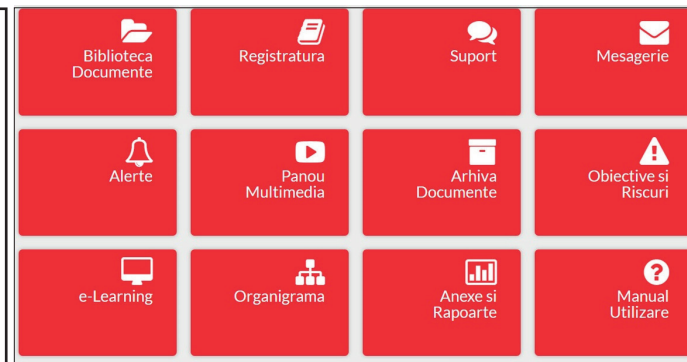 Biblioteca
Documente
Registratura
Suport
Mesagerie
Alerte
Panou
Multimedia
Arhiva
Documente
Obiective si
Riscuri
e-Learning
Organigrama
Anexe si
Rapoarte
Manual
Utilizare